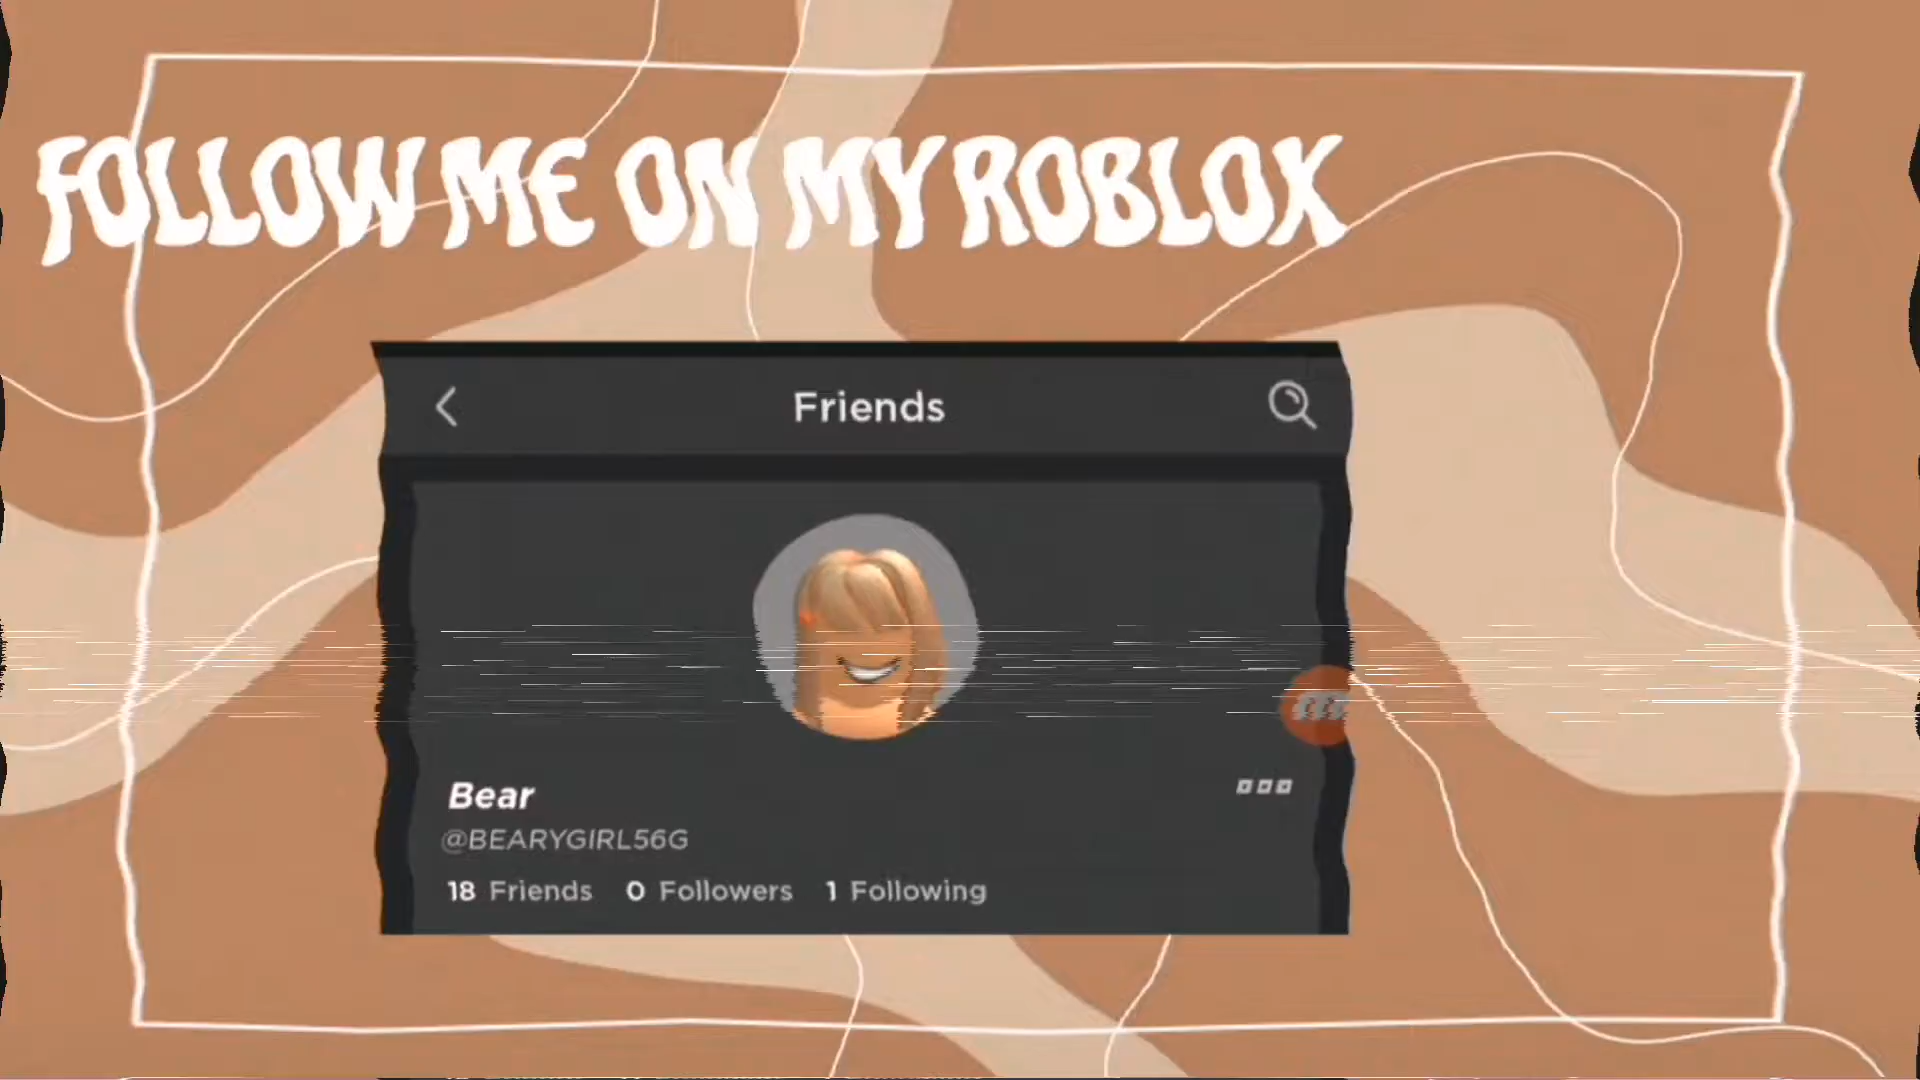 FOLLOW ME ON MY ROBLOX
Friends
Bear
@BEARYGIRL56G
18 Friends 0 Followers 1 Following